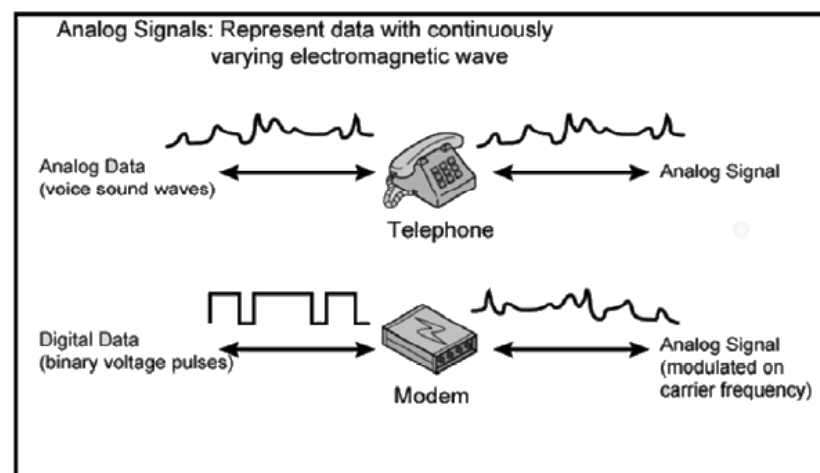 Analog Signals: Represent data with continuously
varying electromagnetic wave
Analog Data
(voice sound waves)
Telephone
Analog Signal
Digital Data
(binary voltage pulses)
Modem
Analog Signal
(modulated on
carrier frequency)